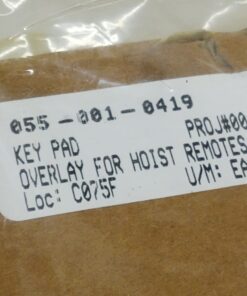 055-001-0419
KEY PAD PROJ#00
OVERLAY FOR HOIST REMOTES
Loc: C075F U/M: EA